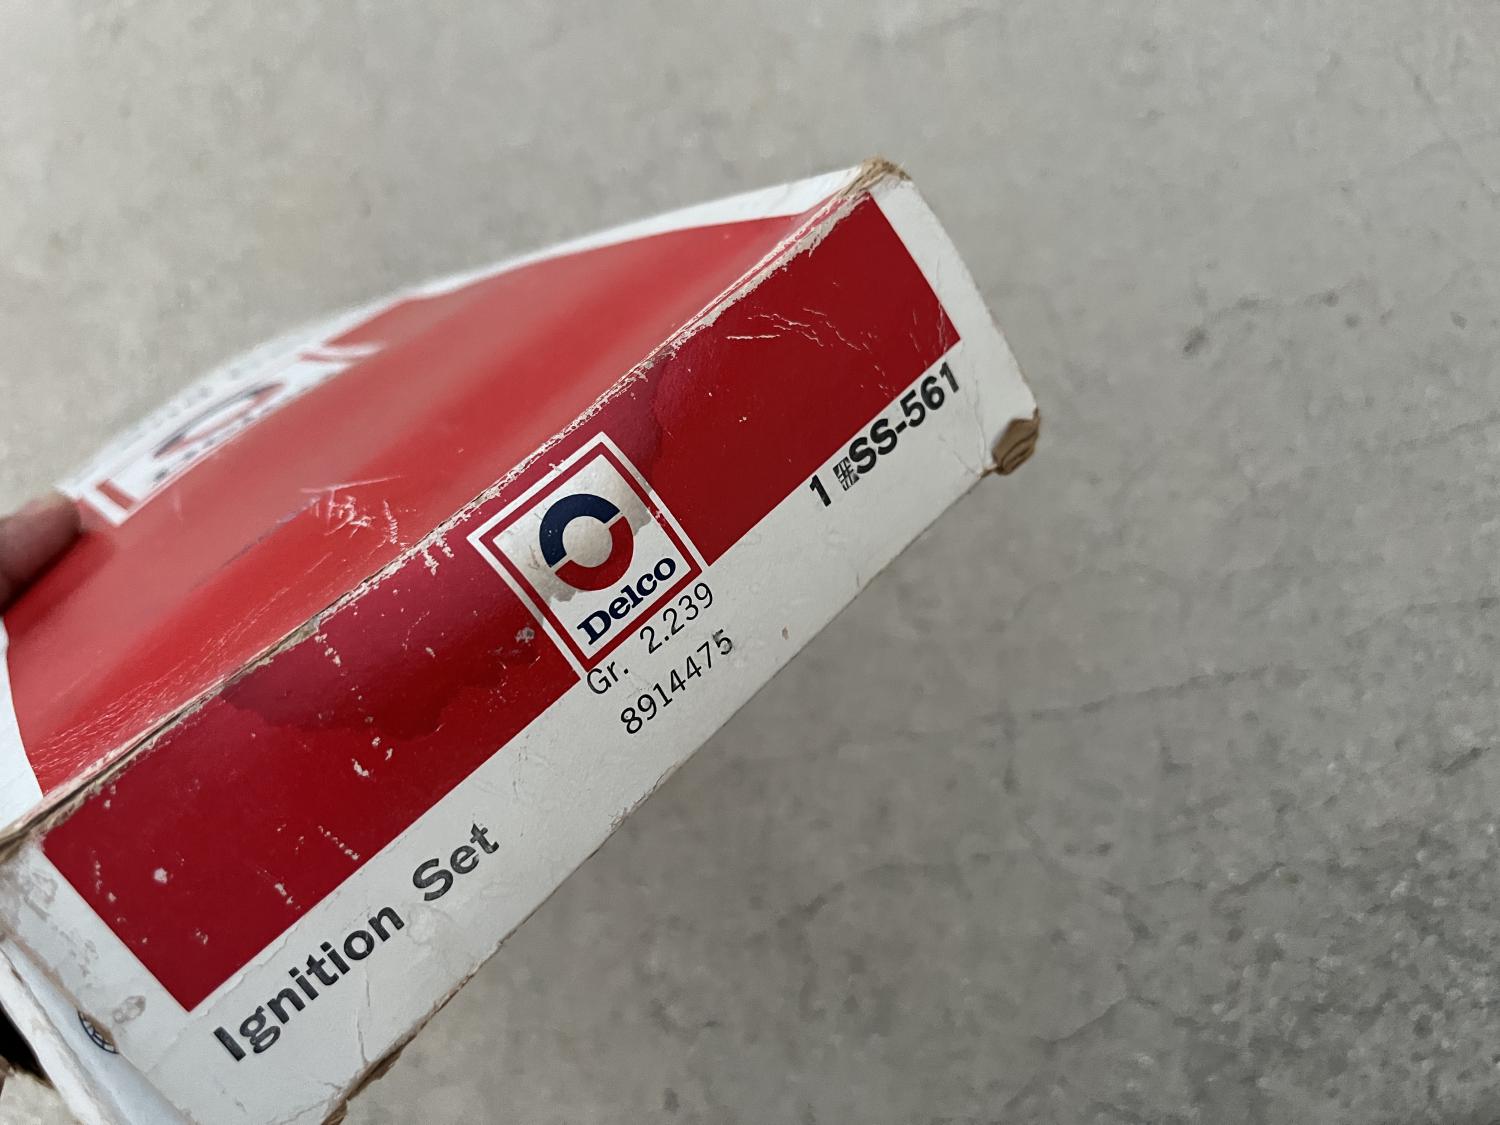 Delco
Gr. 2.239
8914475
1 SS-561
Ignition Set